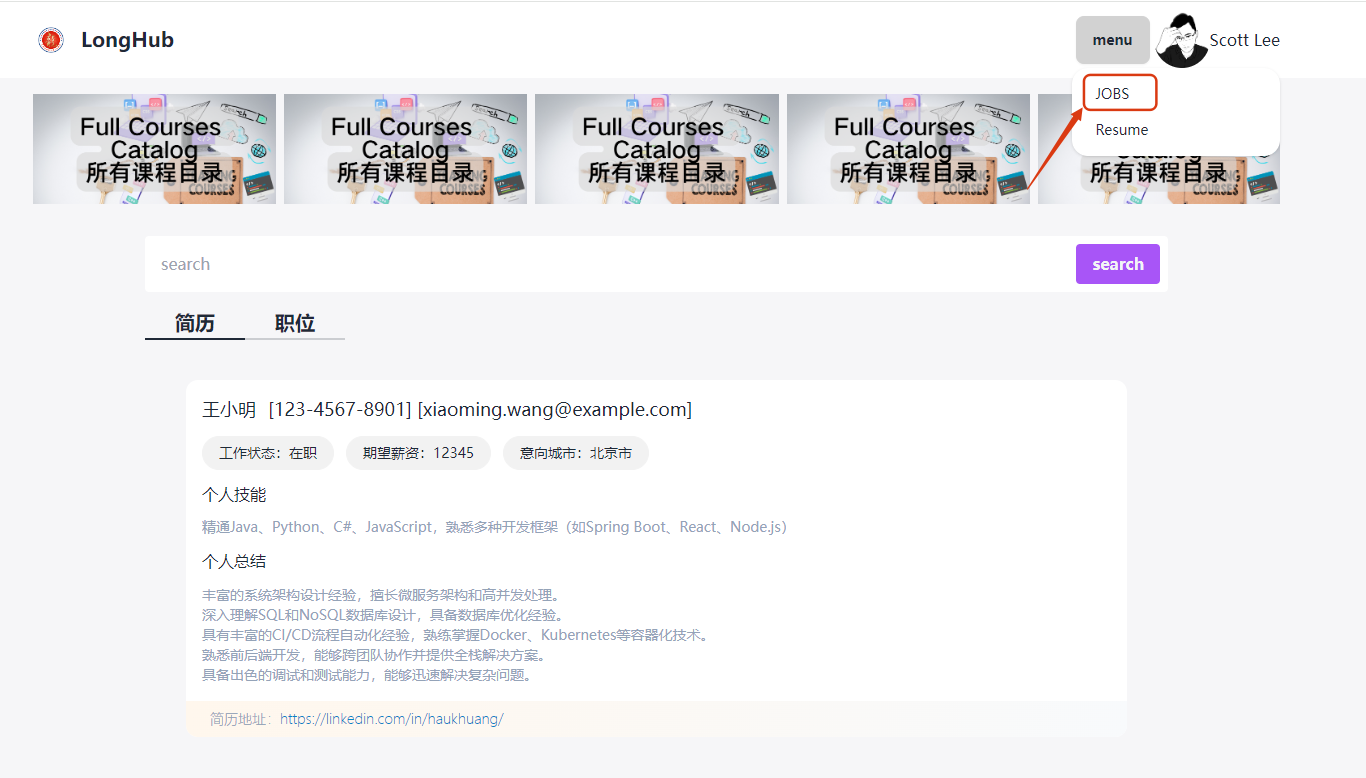 LongHub
menu
Scott Lee
JOBS
Resume
Full Courses
Catalog
所有课程目录
COURSES
Full Courses
Catalog
所有课程目录
COURSES
Full Courses
Catalog
所有课程目录
COURSES
Full Courses
Catalog
所有课程目录
COURSES
Catalog
所有课程目录
COURSES
search
search
简历
职位
王小明 [123-4567-8901] [xiaoming.wang@example.com]
工作状态：在职
期望薪资：12345
意向城市：北京市
个人技能
精通Java、Python、C#、JavaScript，熟悉多种开发框架（如Spring Boot、React、Node.js）
个人总结
丰富的系统架构设计经验，擅长微服务架构和高并发处理。
深入理解SQL和NoSQL数据库设计，具备数据库优化经验。
具有丰富的CI/CD流程自动化经验，熟练掌握Docker、Kubernetes等容器化技术。
熟悉前后端开发，能够跨团队协作并提供全栈解决方案。
具备出色的调试和测试能力，能够迅速解决复杂问题。
简历地址：https://linkedin.com/in/haukhuang/